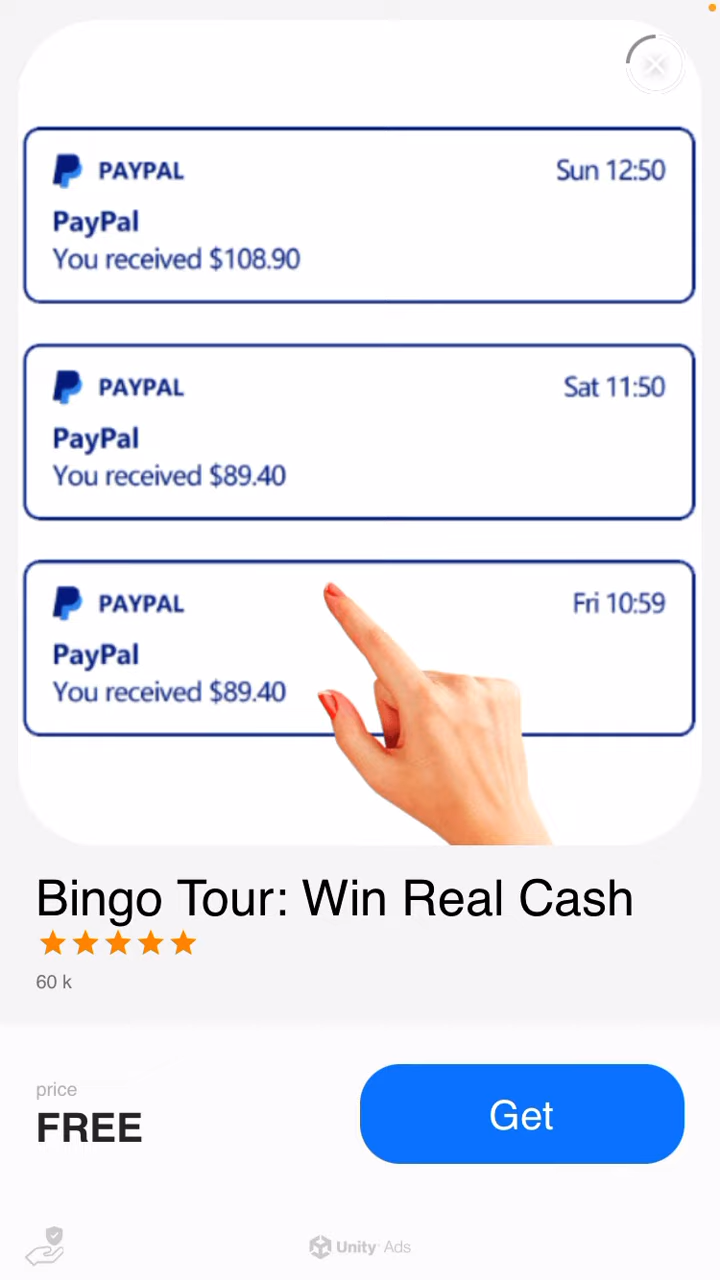 PAYPAL Sun 12:50
PayPal
You received $108.90
PAYPAL Sat 11:50
PayPal
You received $89.40
PAYPAL Fri 10:59
PayPal
You received $89.40
Bingo Tour: Win Real Cash
60 k
price
FREE
Get
Unity Ads